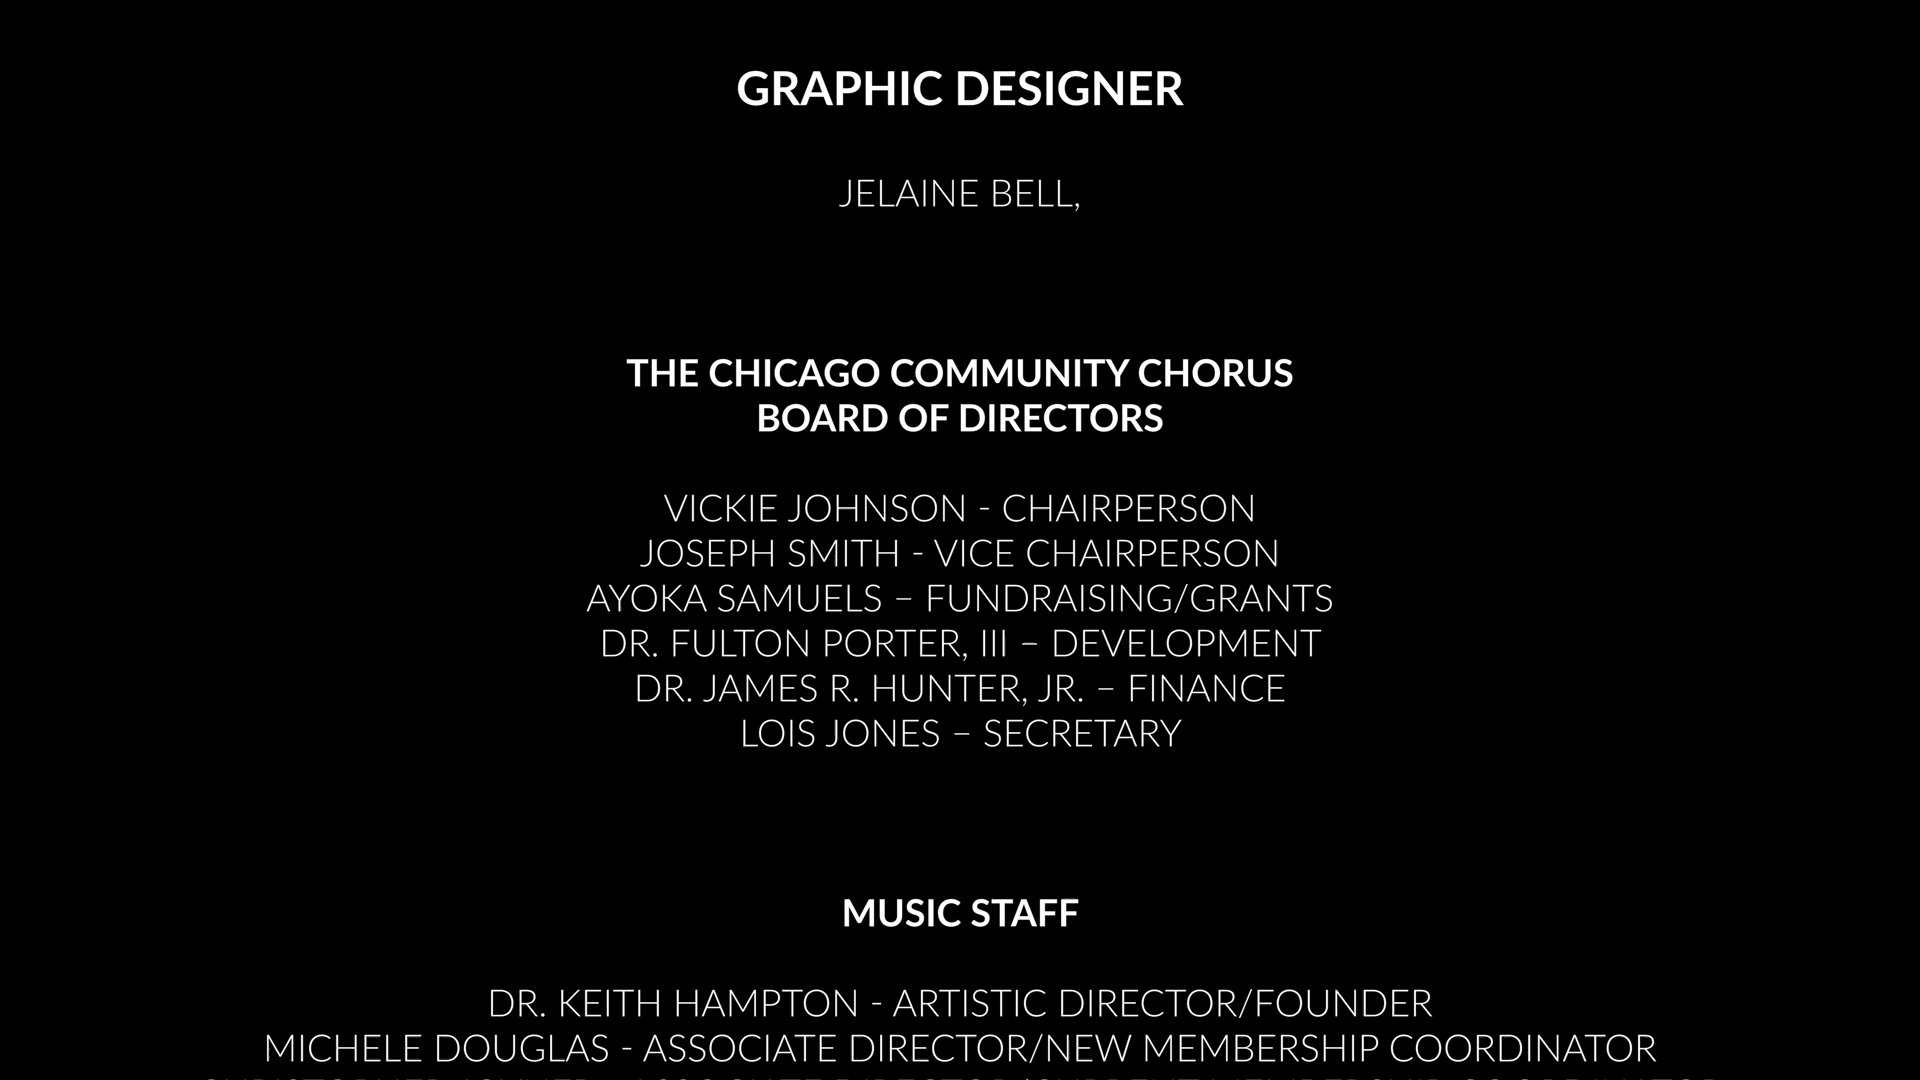 GRAPHIC DESIGNER
JELAINE BELL,
THE CHICAGO COMMUNITY CHORUS
BOARD OF DIRECTORS
VICKIE JOHNSON - CHAIRPERSON
JOSEPH SMITH - VICE CHAIRPERSON
AYOKA SAMUELS – FUNDRAISING/GRANTS
DR. FULTON PORTER, III – DEVELOPMENT
DR. JAMES R. HUNTER, JR. – FINANCE
LOIS JONES – SECRETARY
MUSIC STAFF
DR. KEITH HAMPTON - ARTISTIC DIRECTOR/FOUNDER
MICHELE DOUGLAS - ASSOCIATE DIRECTOR/NEW MEMBERSHIP COORDINATOR